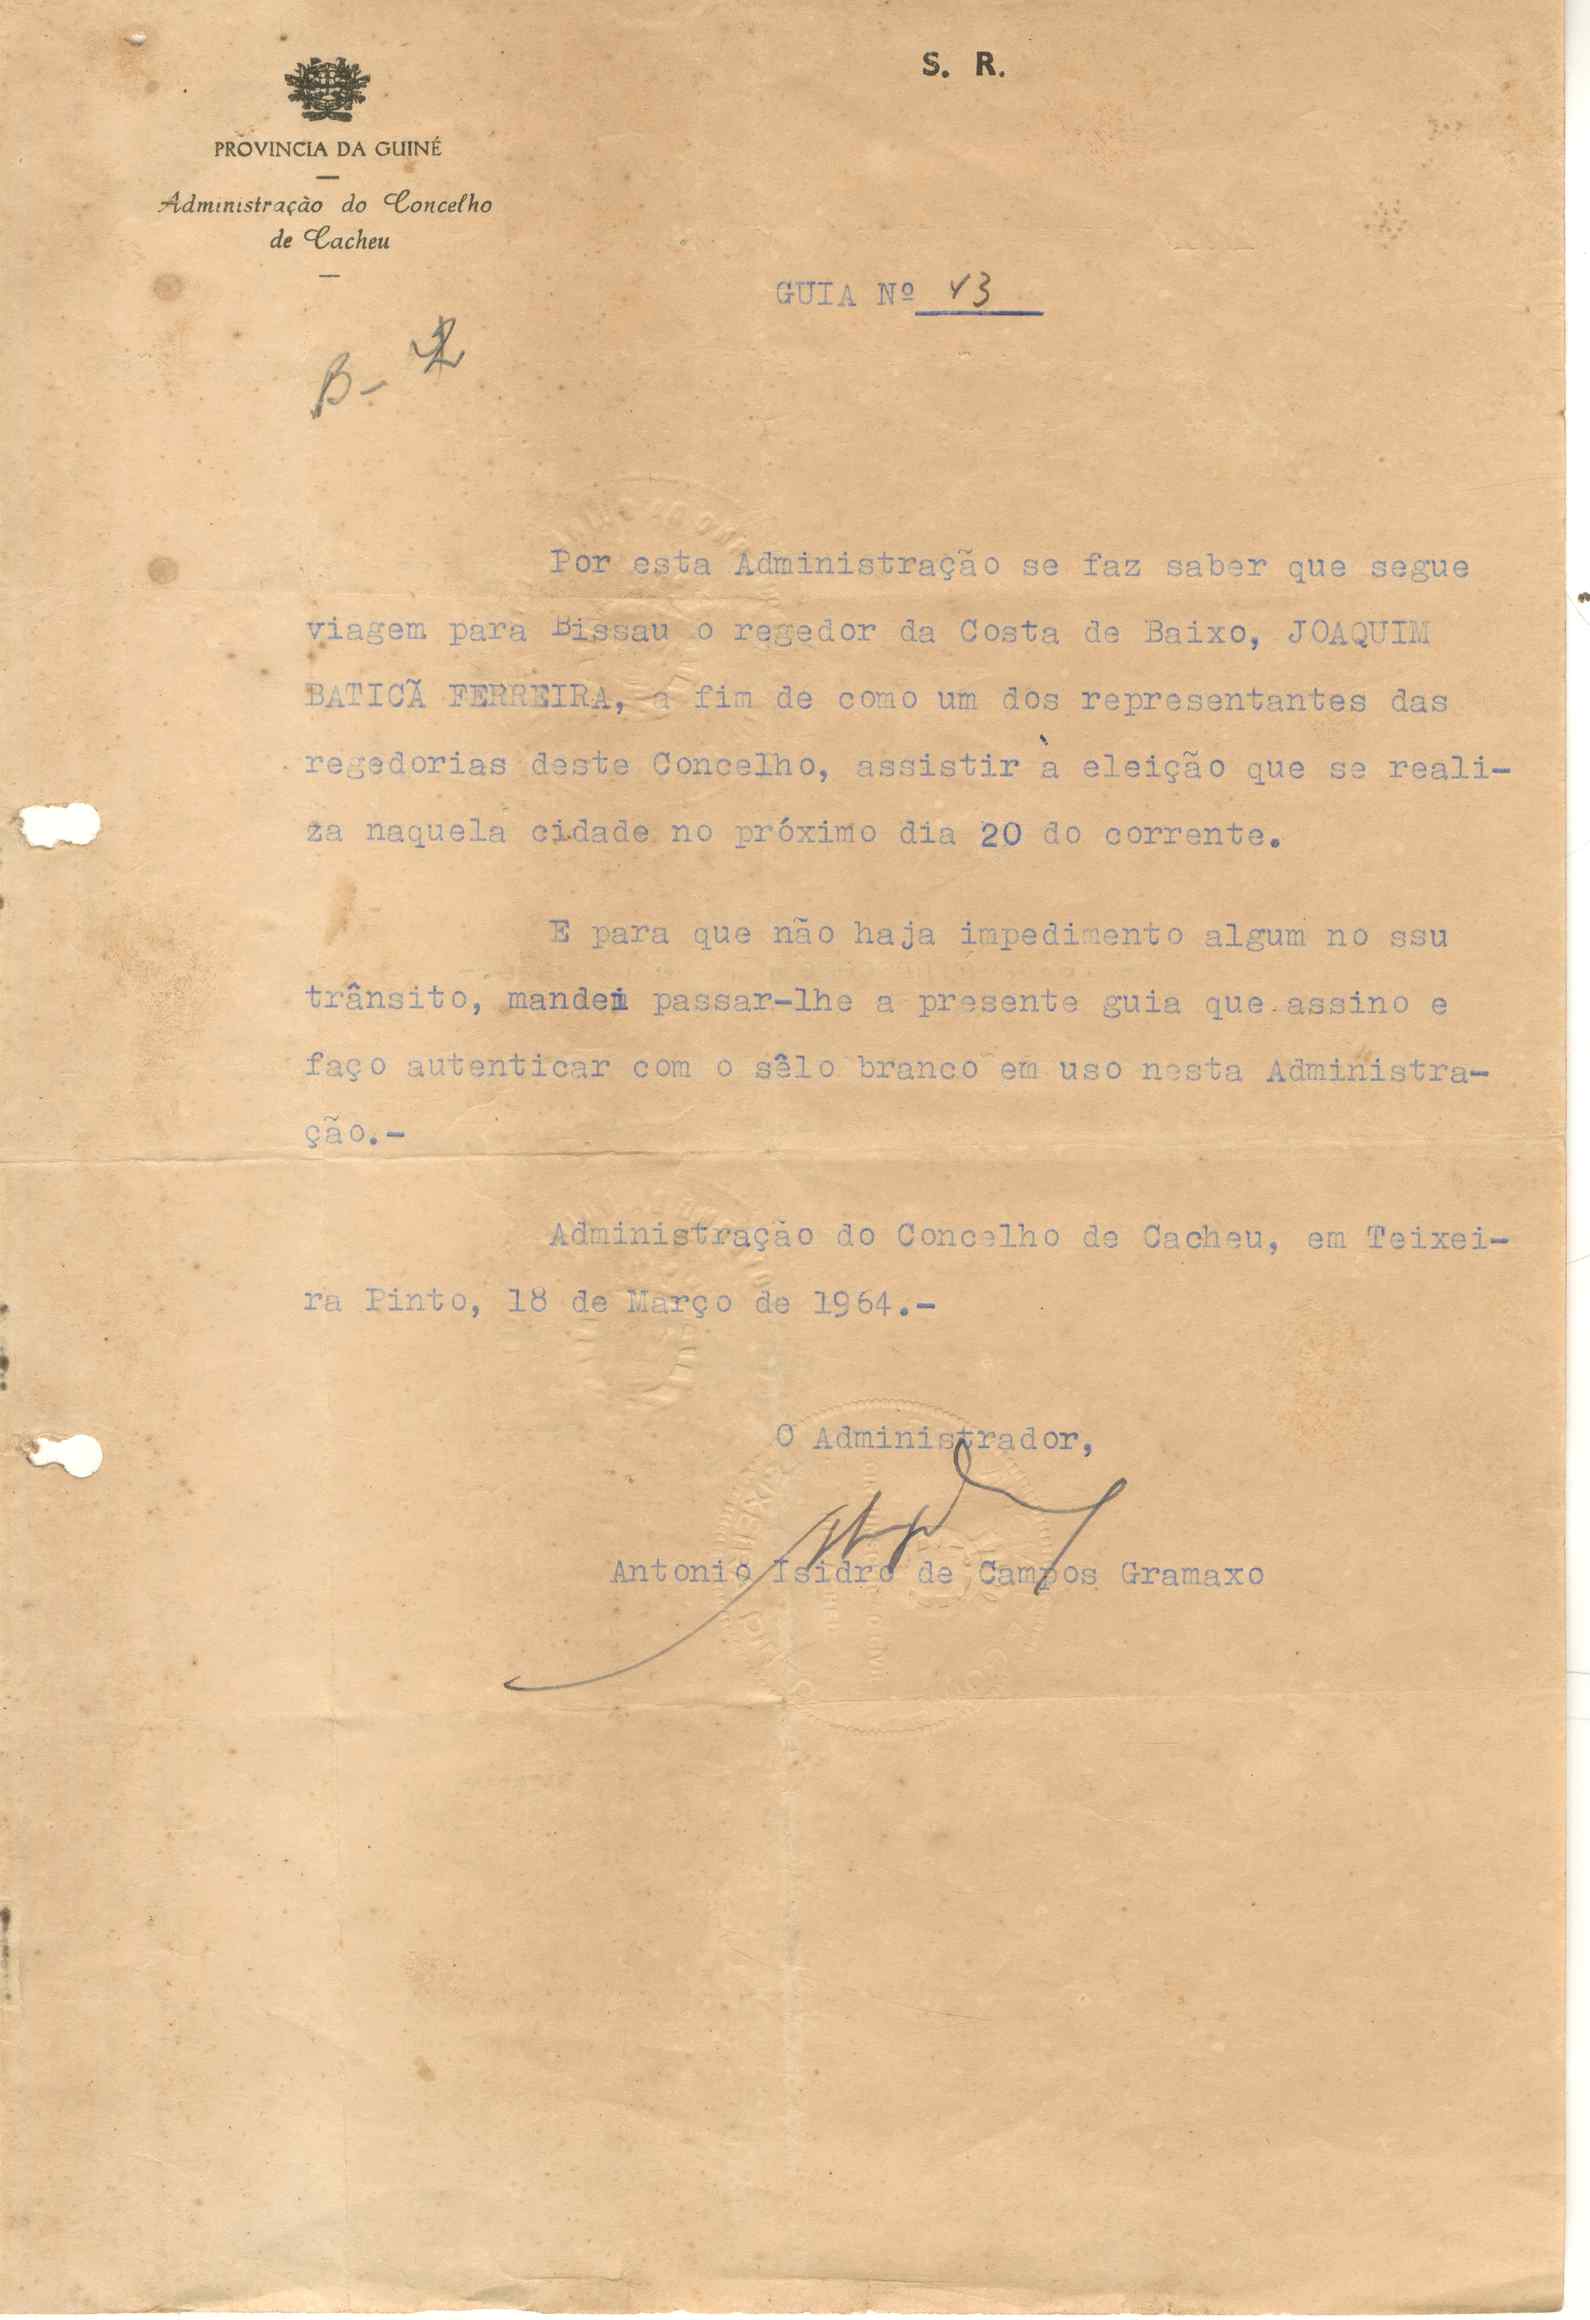 S. R.
PROVINCIA DA GUINÉ
Administração do Concelho
de Cacheu
GUIA Nº 13
B-
Por esta Administração se faz saber que segue
viagem para Bissau o regedor da Costa de Baixo, JOAQUIM
BATICÃ FERREIRA, a fim de como um dos representantes das
regedorias deste Concelho, assistir à eleição que se reali-
za naquela cidade no próximo dia 20 do corrente.
E para que não haja impedimento algum no ssu
trânsito, mandei passar-lhe a presente guia que assino e
faço autenticar com o sêlo branco em uso nesta Administra-
ção.-
Administração do Concelho de Cacheu, em Teixei-
ra Pinto, 18 de Março de 1964.-
O Administrador,
Antonio Isidro de Campos Gramaxo